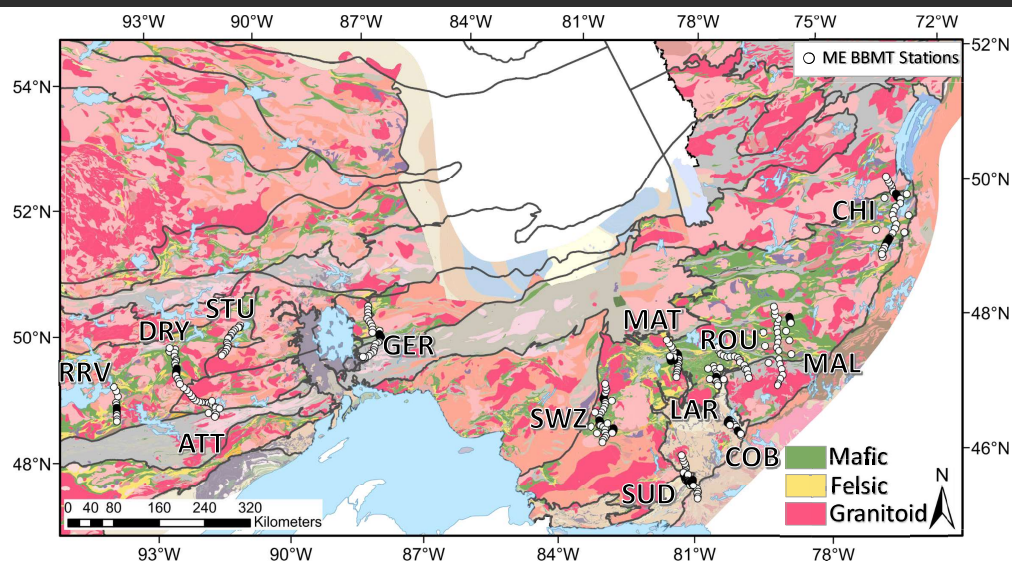 93°W 90°W 87°W 84°W 81°W 78°W 75°W 72°W
ME BBMT Stations
52°N
54°N
50°N
CHI
52°N
48°N
STU
MAT
DRY
ROU
50°N
GER
MAL
RRV
LAR
SWZ
ATT
COB
46°N
48°N
Mafic
SUD
Felsic
N
Granitoid
0 40 80 160 240 320
Kilometers
93°W 90°W 87°W 84°W 81°W 78°W